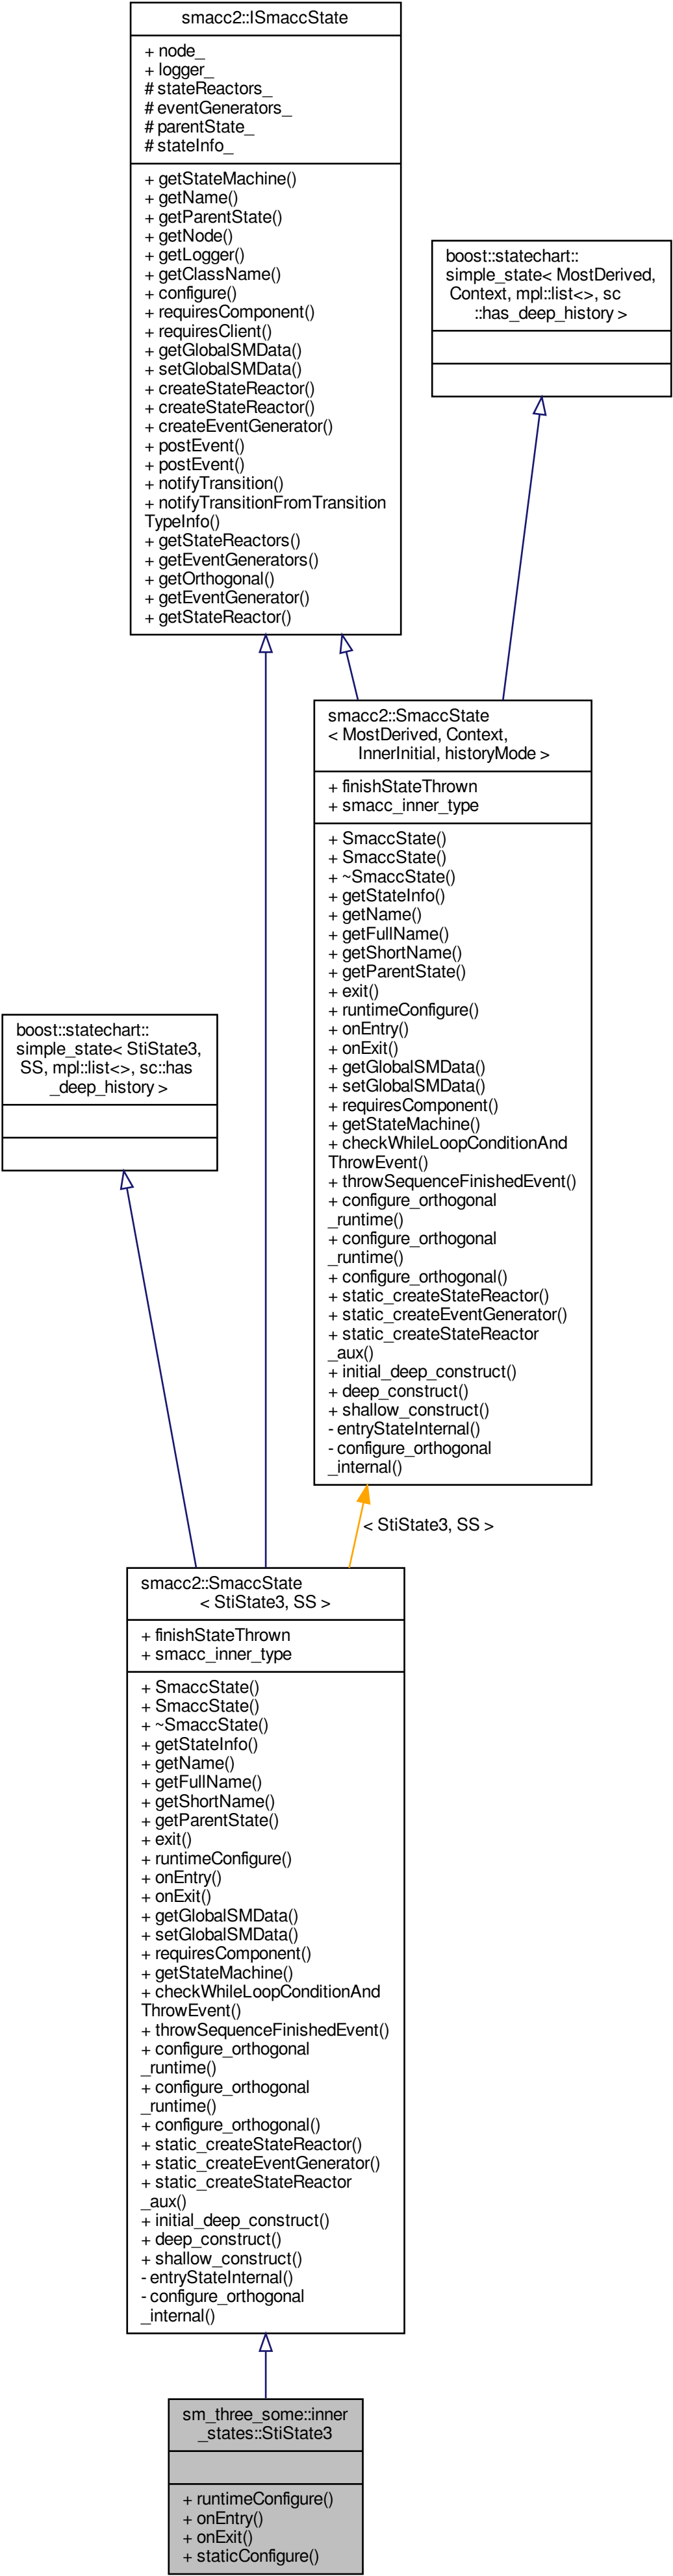 smacc2::ISmaccState
+ node_
+ logger_
# stateReactors_
# eventGenerators_
# parentState_
# stateInfo_
+ getStateMachine()
+ getName()
+ getParentState()
+ getNode()
+ getLogger()
+ getClassName()
+ configure()
+ requiresComponent()
+ requiresClient()
+ getGlobalSMData()
+ setGlobalSMData()
+ createStateReactor()
+ createStateReactor()
+ createEventGenerator()
+ postEvent()
+ postEvent()
+ notifyTransition()
+ notifyTransitionFromTransition
TypeInfo()
+ getStateReactors()
+ getEventGenerators()
+ getOrthogonal()
+ getEventGenerator()
+ getStateReactor()
boost::statechart::
simple_state< MostDerived,
Context, mpl::list<>, sc
::has_deep_history >
smacc2::SmaccState
< MostDerived, Context,
InnerInitial, historyMode >
+ finishStateThrown
+ smacc_inner_type
+ SmaccState()
+ SmaccState()
+ ~SmaccState()
+ getStateInfo()
+ getName()
+ getFullName()
+ getShortName()
+ getParentState()
+ exit()
+ runtimeConfigure()
+ onEntry()
+ onExit()
+ getGlobalSMData()
+ setGlobalSMData()
+ requiresComponent()
+ getStateMachine()
+ checkWhileLoopConditionAnd
ThrowEvent()
+ throwSequenceFinishedEvent()
+ configure_orthogonal
_runtime()
+ configure_orthogonal
_runtime()
+ configure_orthogonal()
+ static_createStateReactor()
+ static_createEventGenerator()
+ static_createStateReactor
_aux()
+ initial_deep_construct()
+ deep_construct()
+ shallow_construct()
- entryStateInternal()
- configure_orthogonal
_internal()
boost::statechart::
simple_state< StiState3,
SS, mpl::list<>, sc::has
_deep_history >
< StiState3, SS >
smacc2::SmaccState
< StiState3, SS >
+ finishStateThrown
+ smacc_inner_type
+ SmaccState()
+ SmaccState()
+ ~SmaccState()
+ getStateInfo()
+ getName()
+ getFullName()
+ getShortName()
+ getParentState()
+ exit()
+ runtimeConfigure()
+ onEntry()
+ onExit()
+ getGlobalSMData()
+ setGlobalSMData()
+ requiresComponent()
+ getStateMachine()
+ checkWhileLoopConditionAnd
ThrowEvent()
+ throwSequenceFinishedEvent()
+ configure_orthogonal
_runtime()
+ configure_orthogonal
_runtime()
+ configure_orthogonal()
+ static_createStateReactor()
+ static_createEventGenerator()
+ static_createStateReactor
_aux()
+ initial_deep_construct()
+ deep_construct()
+ shallow_construct()
- entryStateInternal()
- configure_orthogonal
_internal()
sm_three_some::inner
_states::StiState3
+ runtimeConfigure()
+ onEntry()
+ onExit()
+ staticConfigure()